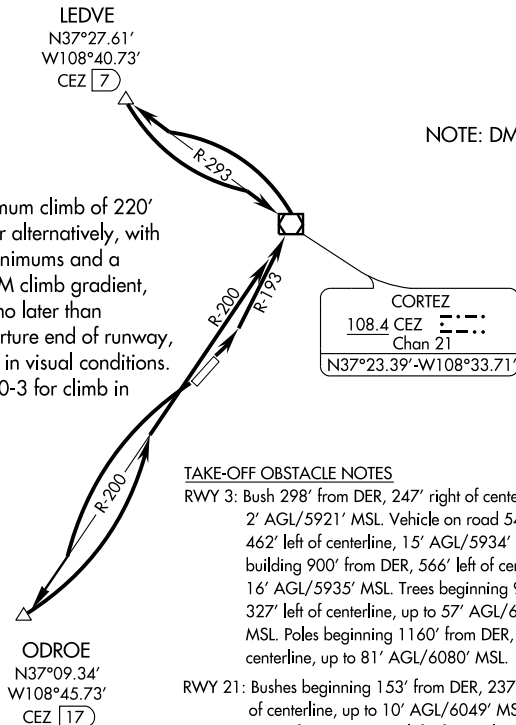 LEDVE
N37°27.61′
W108°40.73′
CEZ 7
NOTE: DM
R-293
mum climb of 220′
r alternatively, with
nimums and a
M climb gradient,
no later than
rture end of runway,
in visual conditions.
0-3 for climb in
R-200
R-193
CORTEZ
108.4 CEZ
Chan 21
N37°23.39′-W108°33.71′
R-200
TAKE-OFF OBSTACLE NOTES
RWY 3: Bush 298′ from DER, 247′ right of cente
2′ AGL/5921′ MSL. Vehicle on road 54
462′ left of centerline, 15′ AGL/5934′
building 900′ from DER, 566′ left of cen
16′ AGL/5935′ MSL. Trees beginning 9
327′ left of centerline, up to 57′ AGL/6
MSL. Poles beginning 1160′ from DER,
centerline, up to 81′ AGL/6080′ MSL.
RWY 21: Bushes beginning 153′ from DER, 237
of centerline, up to 10′ AGL/6049′ MS
ODROE
N37°09.34′
W108°45.73′
CEZ 17